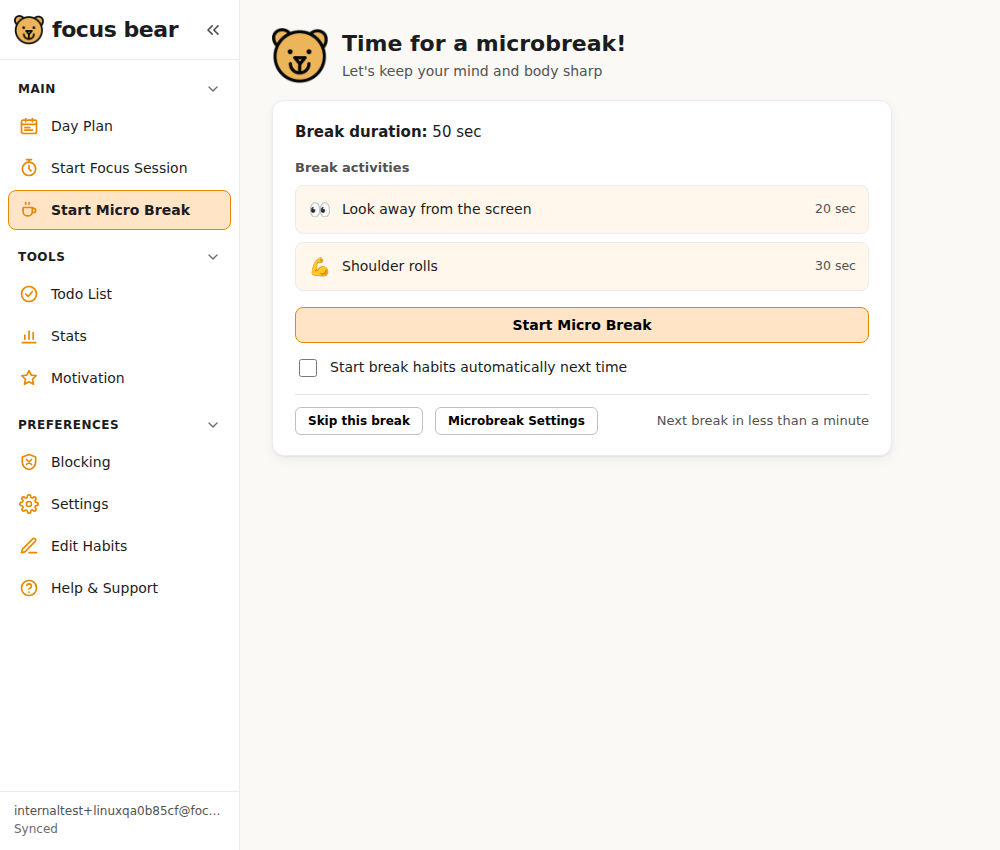 focus bear
MAIN
Day Plan
Start Focus Session
Start Micro Break
TOOLS
Todo List
Stats
Motivation
PREFERENCES
Blocking
Settings
Edit Habits
Help & Support
internaltest+linuxqa0b85cf@foc...
Synced
Time for a microbreak!
Let's keep your mind and body sharp
Break duration: 50 sec
Break activities
Look away from the screen 20 sec
Shoulder rolls 30 sec
Start Micro Break
Start break habits automatically next time
Skip this break Microbreak Settings Next break in less than a minute